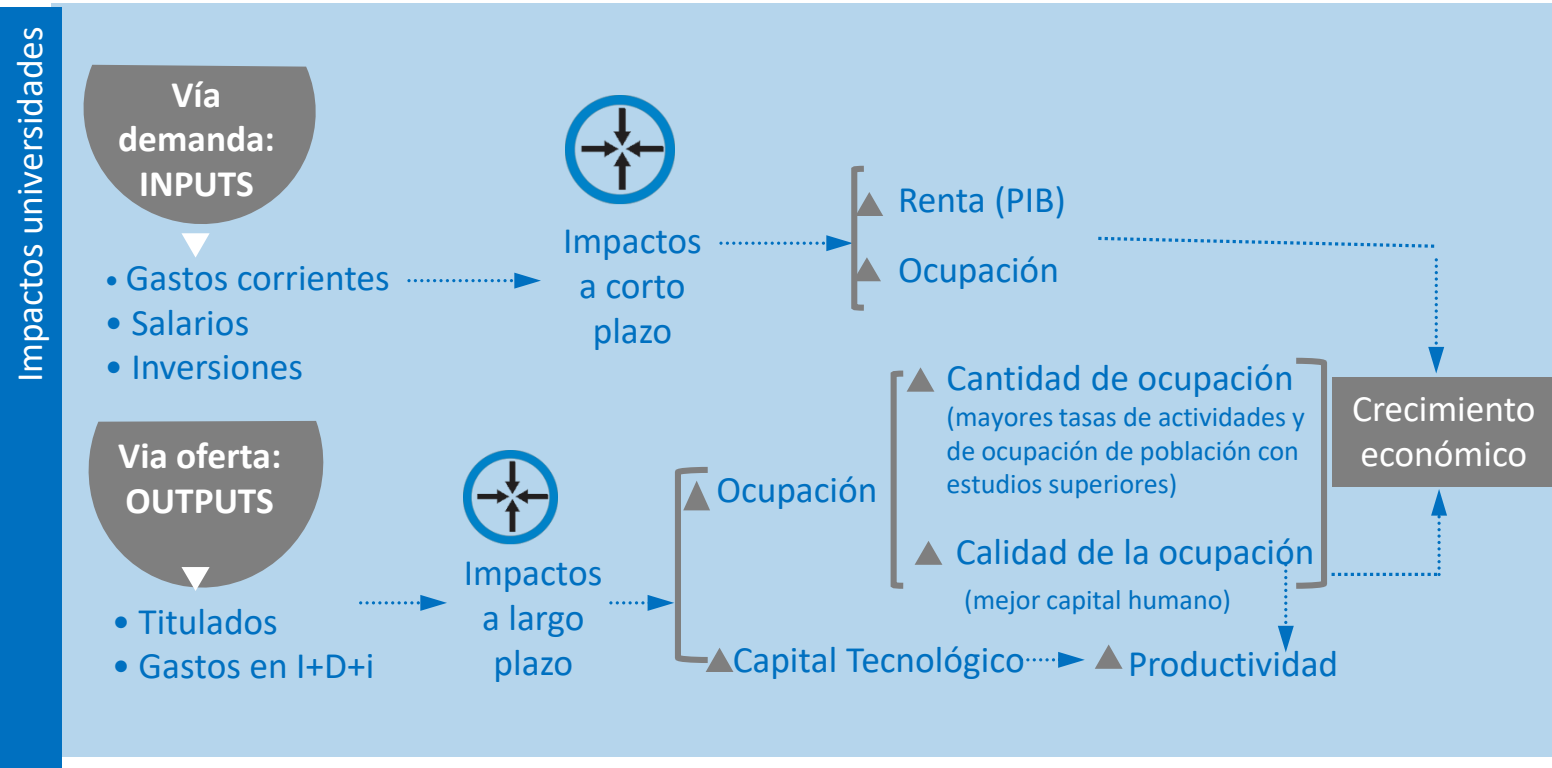 Impactos universidades
Vía
demanda:
INPUTS
• Gastos corrientes
• Salarios
• Inversiones
Impactos
a corto
plazo
Renta (PIB)
Ocupación
Via oferta:
OUTPUTS
• Titulados
• Gastos en I+D+i
Impactos
a largo
plazo
Ocupación
Cantidad de ocupación
(mayores tasas de actividades y
de ocupación de población con
estudios superiores)
Calidad de la ocupación
(mejor capital humano)
Capital Tecnológico
Productividad
Crecimiento
económico